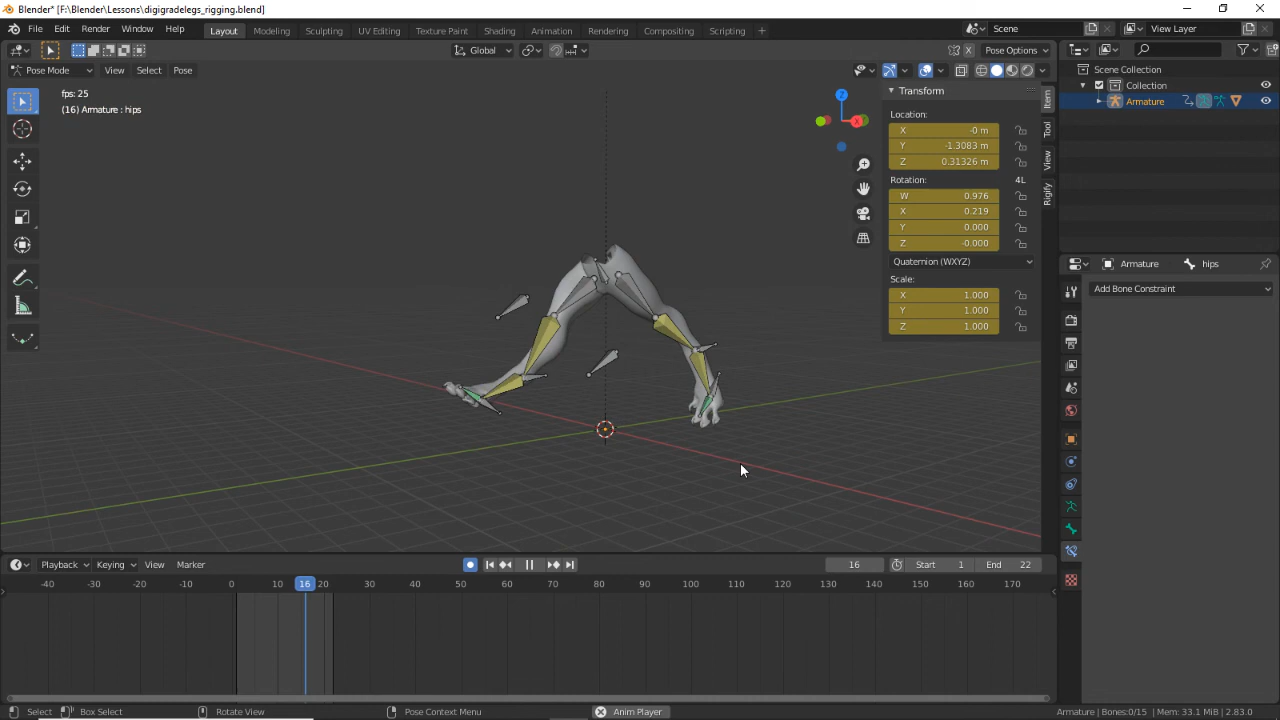 Blender* [F:\Blender\Lessons\digigradelegs_rigging.blend]
File Edit Render Window Help Layout Modeling Sculpting UV Editing Texture Paint Shading Animation Rendering Compositing Scripting + Scene View Layer
Global Pose Options
Pose Mode View Select Pose
Scene Collection
Collection
Armature
fps: 25
(16) Armature : hips
Transform
Location:
X -0 m
Y -1.3083 m
Z 0.31326 m
Rotation: 4L
W 0.976
X 0.219
Y 0.000
Z -0.000
Quaternion (WXYZ)
Scale:
X 1.000
Y 1.000
Z 1.000
Item
Tool
View
Rigify
Z
X
Armature hips
Add Bone Constraint
Playback Keying View Marker 16 Start 1 End 22
-40 -30 -20 -10 0 10 16 20 30 40 50 60 70 80 90 100 110 120 130 140 150 160 170
Select Box Select Rotate View Pose Context Menu Anim Player Armature | Bones:0/15 | Mem: 33.1 MiB | 2.83.0